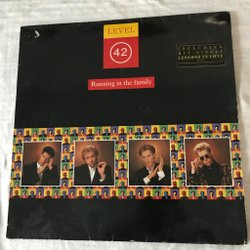 LEVEL
42
Running in the family
INCLUDING
HIT SINGLE
LESSONS IN LOVE